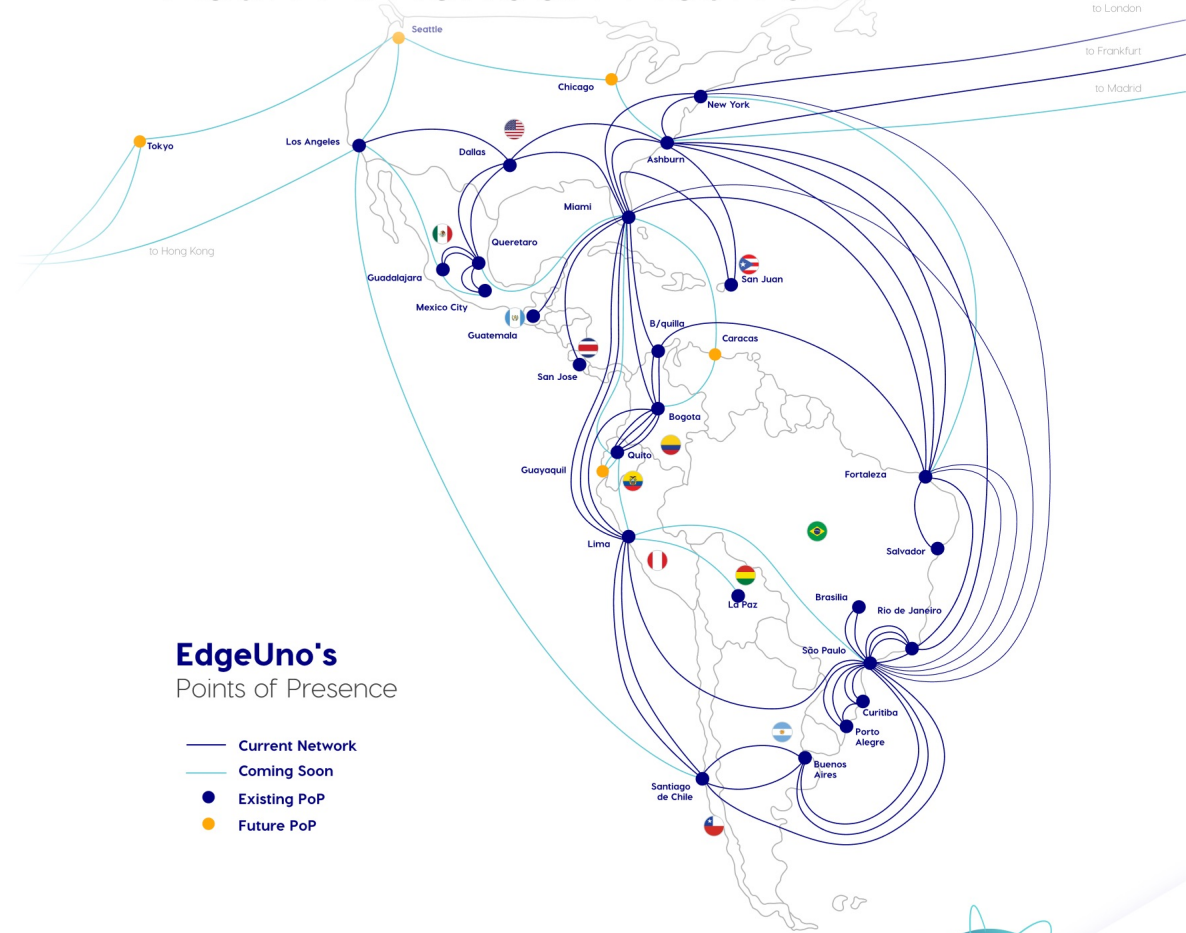 to London
Seattle
to Frankfurt
Chicago
to Madrid
New York
Los Angeles
Tokyo
Dallas
Ashburn
Miami
Queretaro
to Hong Kong
Guadalajara
San Juan
Mexico City
B/quilla
Guatemala
Caracas
San Jose
Bogota
Quito
Guayaquil
Fortaleza
Lima
Salvador
La Paz
Brasilia
Rio de Janeiro
São Paulo
EdgeUno's
Points of Presence
Curitiba
Porto
Alegre
Buenos
Aires
Santiago
de Chile
Current Network
Coming Soon
Existing PoP
Future PoP